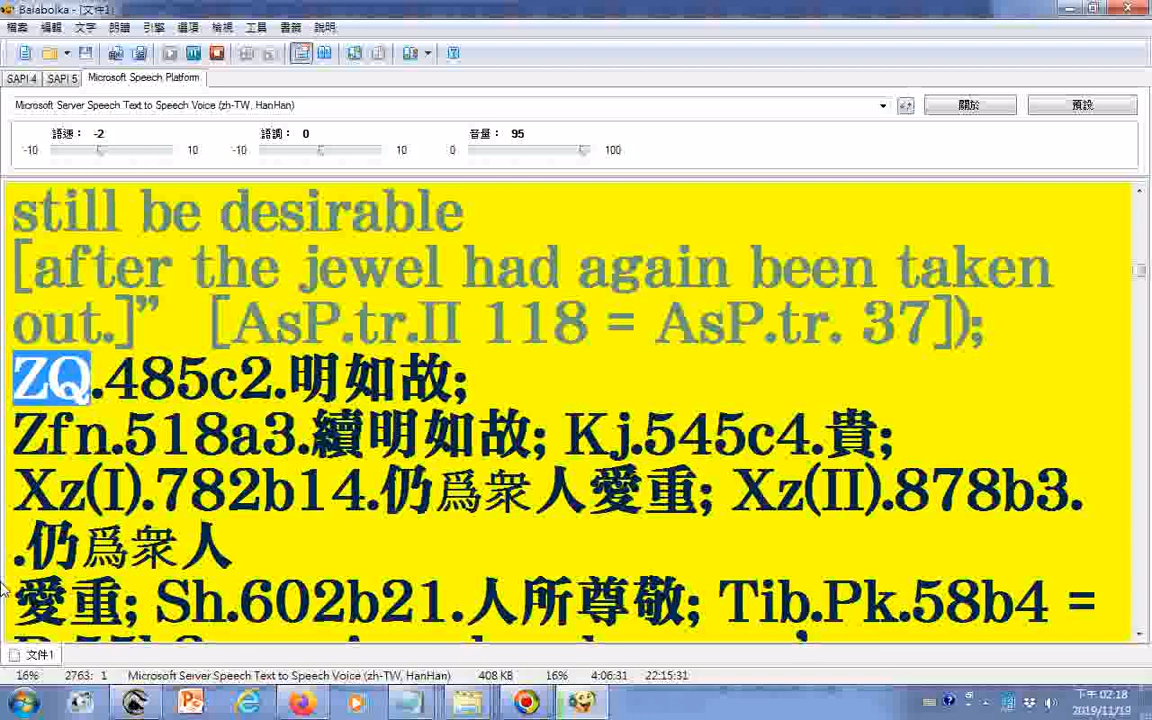 Balabolka - [文件1]
檔案 編輯 文字 朗讀 引擎 選項 檢視 工具 書籤 說明
SAPI 4 SAPI 5 Microsoft Speech Platform
Microsoft Server Speech Text to Speech Voice (zh-TW, HanHan)
關於
預設
語速： -2
語調： 0
音量： 95
-10 10 -10 10 0 100
still be desirable
[after the jewel had again been taken
out.]” [AsP.tr.II 118 = AsP.tr. 37]);
ZQ.485c2.明如故;
Zfn.518a3.續明如故; Kj.545c4.貴;
Xz(I).782b14.仍爲衆人愛重; Xz(II).878b3.
.仍爲衆人
愛重; Sh.602b21.人所尊敬; Tib.Pk.58b4 =
文件1
16% 2763: 1 Microsoft Server Speech Text to Speech Voice (zh-TW, HanHan) 408 KB 16% 4:06:31 22:15:31
下午 02:18
2019/11/19